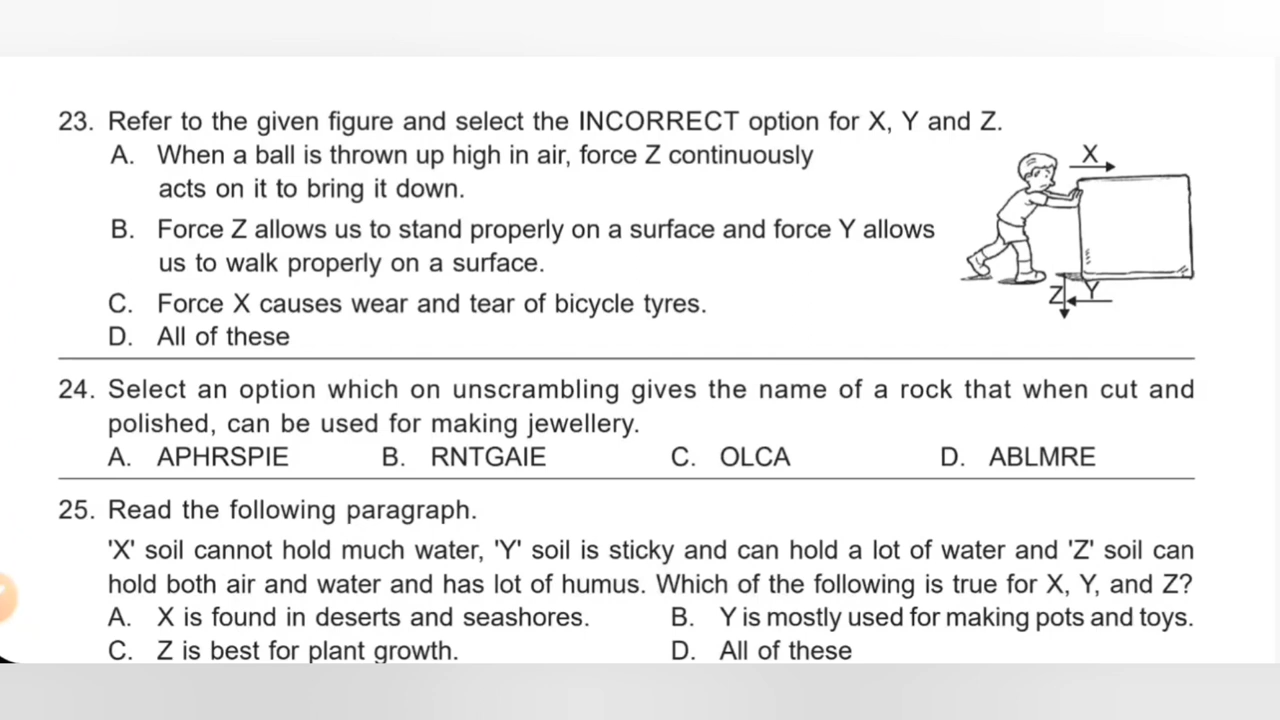 23. Refer to the given figure and select the INCORRECT option for X, Y and Z.
A. When a ball is thrown up high in air, force Z continuously
acts on it to bring it down.
B. Force Z allows us to stand properly on a surface and force Y allows
us to walk properly on a surface.
C. Force X causes wear and tear of bicycle tyres.
D. All of these
X
Z Y
24. Select an option which on unscrambling gives the name of a rock that when cut and
polished, can be used for making jewellery.
A. APHRSPIE B. RNTGAIE C. OLCA D. ABLMRE
25. Read the following paragraph.
'X' soil cannot hold much water, 'Y' soil is sticky and can hold a lot of water and 'Z' soil can
hold both air and water and has lot of humus. Which of the following is true for X, Y, and Z?
A. X is found in deserts and seashores. B. Y is mostly used for making pots and toys.
C. Z is best for plant growth. D. All of these